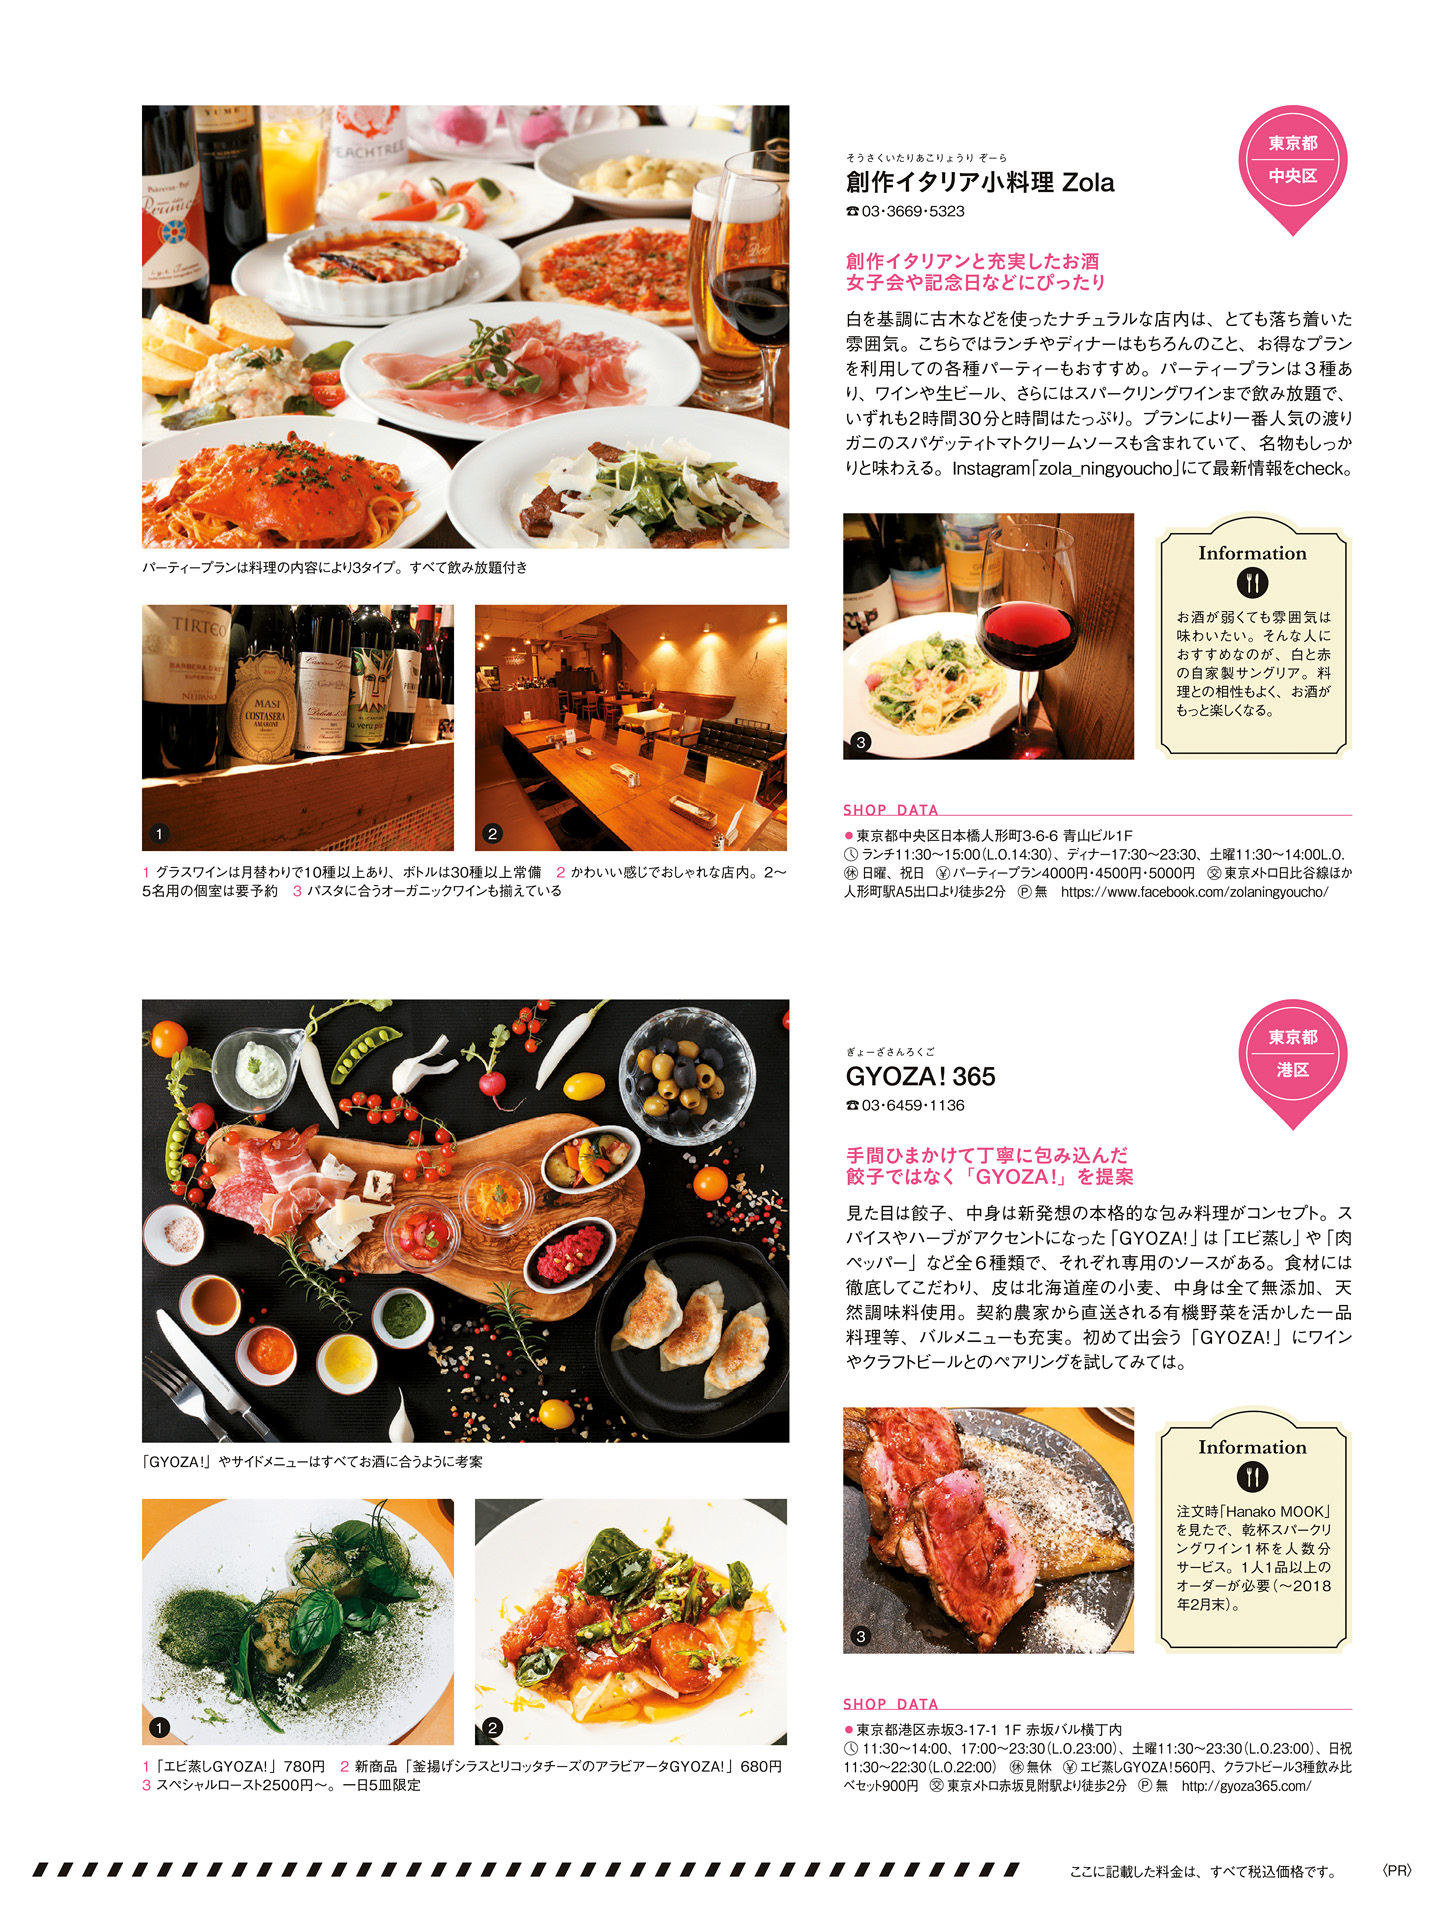 YUME
PEACHTREE
東京都
中央区
そうさくいたりあこりょうり ぞーら
創作イタリア小料理 Zola
☎03・3669・5323
創作イタリアンと充実したお酒
女子会や記念日などにぴったり
白を基調に古木などを使ったナチュラルな店内は、とても落ち着いた
雰囲気。こちらではランチやディナーはもちろんのこと、お得なプラン
を利用しての各種パーティーもおすすめ。パーティープランは3種あ
り、ワインや生ビール、さらにはスパークリングワインまで飲み放題で、
いずれも2時間30分と時間はたっぷり。プランにより一番人気の渡り
ガニのスパゲッティトマトクリームソースも含まれていて、名物もしっか
りと味わえる。Instagram「zola_ningyoucho」にて最新情報をcheck。
パーティープランは料理の内容により3タイプ。すべて飲み放題付き
TIRTEO
BARBERA D'ASTI
SUPERIORE
NEIRANO
MASI
COSTASERA
AMARONE
1
2
3
Information
お酒が弱くても雰囲気は
味わいたい。そんな人に
おすすめなのが、白と赤
の自家製サングリア。料
理との相性もよく、お酒が
もっと楽しくなる。
1 グラスワインは月替わりで10種以上あり、ボトルは30種以上常備 2 かわいい感じでおしゃれな店内。2〜
5名用の個室は要予約 3 パスタに合うオーガニックワインも揃えている
SHOP DATA
●東京都中央区日本橋人形町3-6-6 青山ビル1F
ランチ11:30〜15:00(L.O.14:30)、ディナー17:30〜23:30、土曜11:30〜14:00L.O.
㊡日曜、祝日 ¥パーティープラン4000円・4500円・5000円 交東京メトロ日比谷線ほか
人形町駅A5出口より徒歩2分 Ⓟ無 https://www.facebook.com/zolaningyoucho/
東京都
港区
ぎょーざさんろくご
GYOZA! 365
☎03・6459・1136
手間ひまかけて丁寧に包み込んだ
餃子ではなく「GYOZA!」を提案
見た目は餃子、中身は新発想の本格的な包み料理がコンセプト。ス
パイスやハーブがアクセントになった「GYOZA!」は「エビ蒸し」や「肉
ペッパー」など全6種類で、それぞれ専用のソースがある。食材には
徹底してこだわり、皮は北海道産の小麦、中身は全て無添加、天
然調味料使用。契約農家から直送される有機野菜を活かした一品
料理等、バルメニューも充実。初めて出会う「GYOZA!」にワイン
やクラフトビールとのペアリングを試してみては。
「GYOZA!」やサイドメニューはすべてお酒に合うように考案
1
2
3
Information
注文時「Hanako MOOK」
を見たで、乾杯スパークリ
ングワイン1杯を人数分
サービス。1人1品以上の
オーダーが必要(〜2018
年2月末)。
1「エビ蒸しGYOZA!」780円 2 新商品「釜揚げシラスとリコッタチーズのアラビアータGYOZA!」680円
3 スペシャルロースト2500円〜。一日5皿限定
SHOP DATA
●東京都港区赤坂3-17-1 1F 赤坂バル横丁内
11:30〜14:00、17:00〜23:30(L.O.23:00)、土曜11:30〜23:30(L.O.23:00)、日祝
11:30〜22:30(L.O.22:00) ㊡無休 ¥エビ蒸しGYOZA!560円、クラフトビール3種飲み比
べセット900円 交東京メトロ赤坂見附駅より徒歩2分 Ⓟ無 http://gyoza365.com/
ここに記載した料金は、すべて税込価格です。
〈PR〉